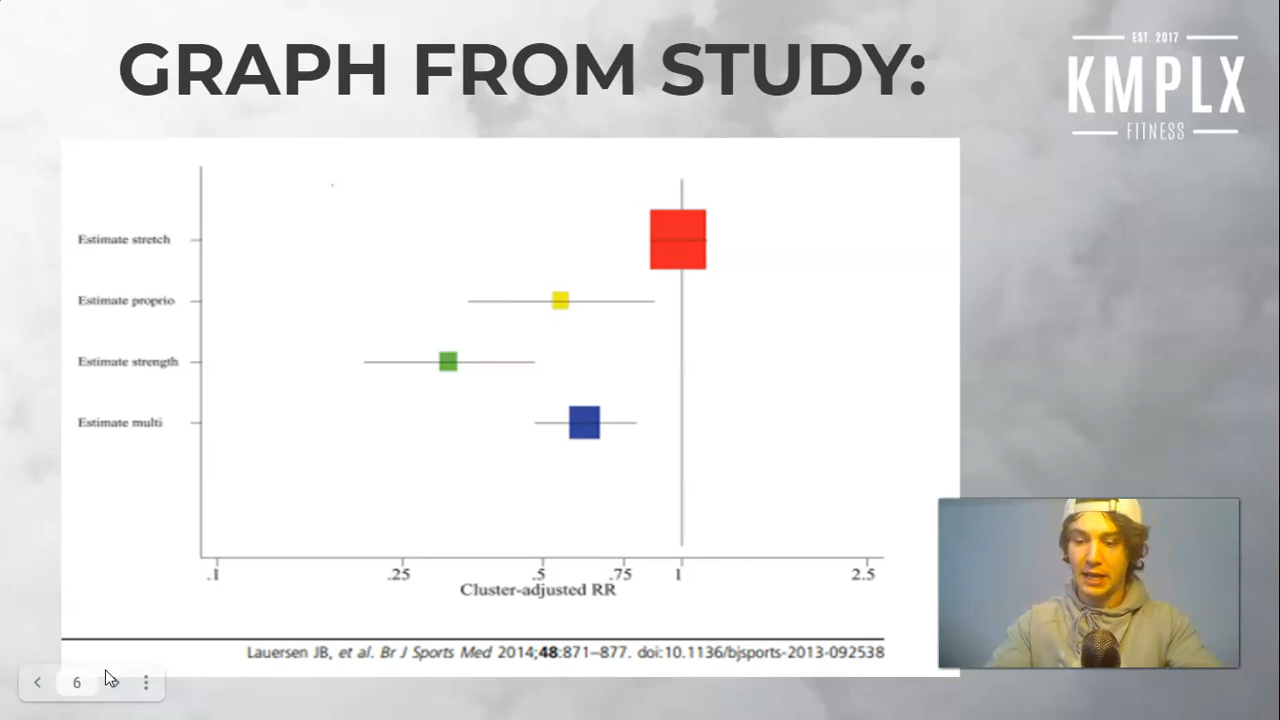 GRAPH FROM STUDY:
EST. 2017
KMPLX
FITNESS
Estimate stretch
Estimate proprio
Estimate strength
Estimate multi
.1 .25 .5 .75 1 2.5
Cluster-adjusted RR
Lauersen JB, et al. Br J Sports Med 2014;48:871–877. doi:10.1136/bjsports-2013-092538
6